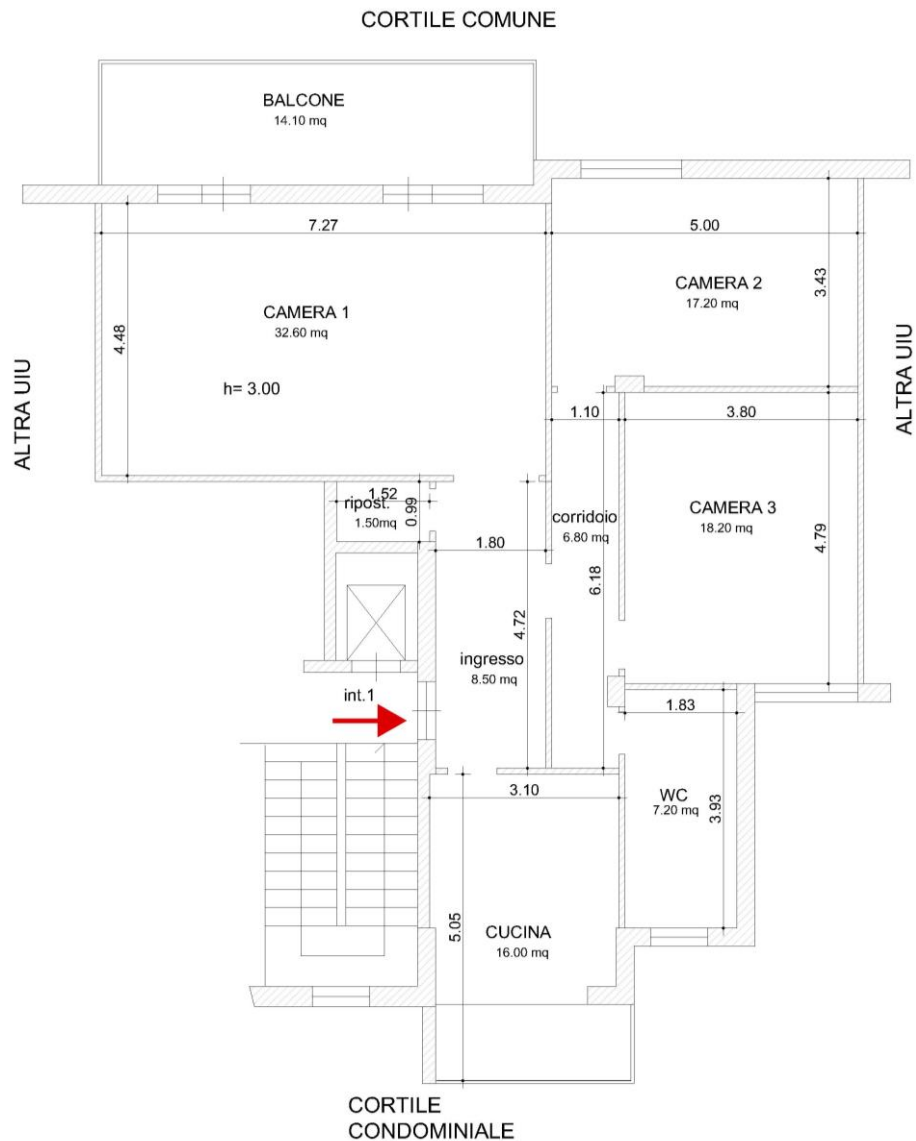 CORTILE COMUNE
BALCONE
14.10 mq
7.27
5.00
CAMERA 1
32.60 mq
4.48
h= 3.00
CAMERA 2
17.20 mq
3.43
ALTRA UIU
ALTRA UIU
1.10
3.80
1.52
ripost.
1.50mq
0.99
corridoio
6.80 mq
CAMERA 3
18.20 mq
4.79
1.80
6.18
4.72
ingresso
8.50 mq
int.1
1.83
3.10
WC
7.20 mq
3.93
5.05
CUCINA
16.00 mq
CORTILE
CONDOMINIALE